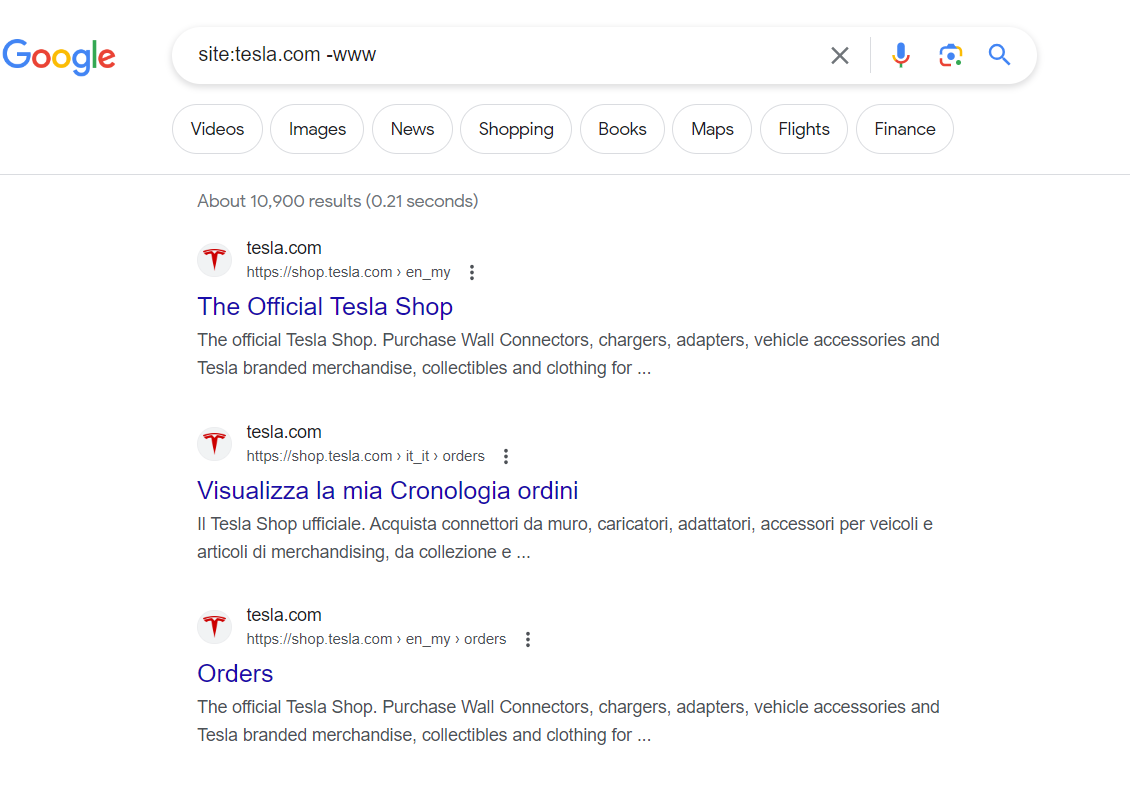 Google
site:tesla.com -www
Videos Images News Shopping Books Maps Flights Finance
About 10,900 results (0.21 seconds)
tesla.com
https://shop.tesla.com › en_my
The Official Tesla Shop
The official Tesla Shop. Purchase Wall Connectors, chargers, adapters, vehicle accessories and
Tesla branded merchandise, collectibles and clothing for ...
tesla.com
https://shop.tesla.com › it_it › orders
Visualizza la mia Cronologia ordini
Il Tesla Shop ufficiale. Acquista connettori da muro, caricatori, adattatori, accessori per veicoli e
articoli di merchandising, da collezione e ...
tesla.com
https://shop.tesla.com › en_my › orders
Orders
The official Tesla Shop. Purchase Wall Connectors, chargers, adapters, vehicle accessories and
Tesla branded merchandise, collectibles and clothing for ...